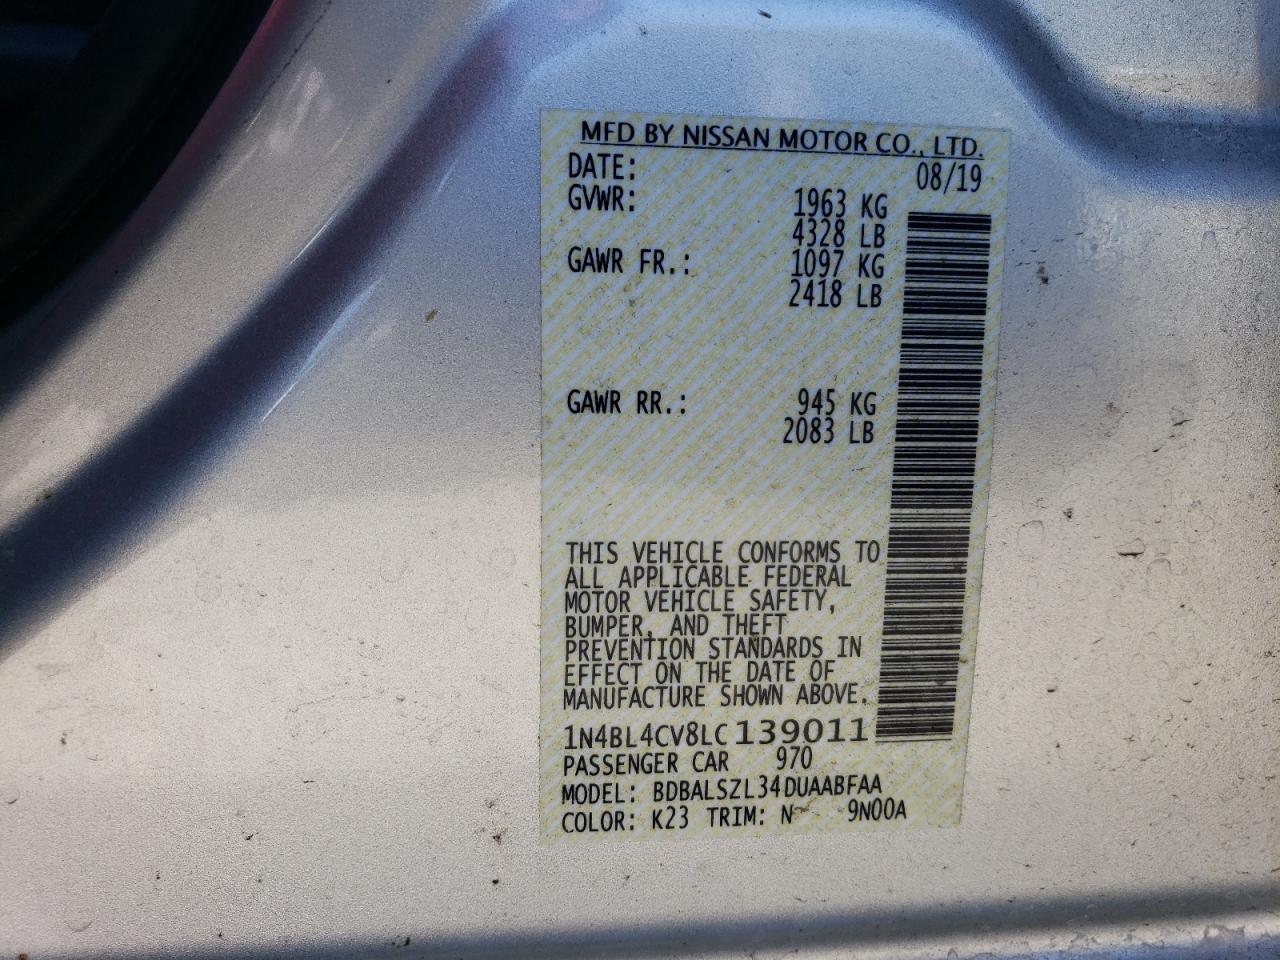 MFD BY NISSAN MOTOR CO., LTD.
DATE: 08/19
GVWR: 1963 KG
4328 LB
GAWR FR.: 1097 KG
2418 LB
GAWR RR.: 945 KG
2083 LB
THIS VEHICLE CONFORMS TO
ALL APPLICABLE FEDERAL
MOTOR VEHICLE SAFETY,
BUMPER, AND THEFT
PREVENTION STANDARDS IN
EFFECT ON THE DATE OF
MANUFACTURE SHOWN ABOVE.
1N4BL4CV8LC139011
PASSENGER CAR 970
MODEL: BDBALSZL34DUAABFAA
COLOR: K23 TRIM: N 9N00A